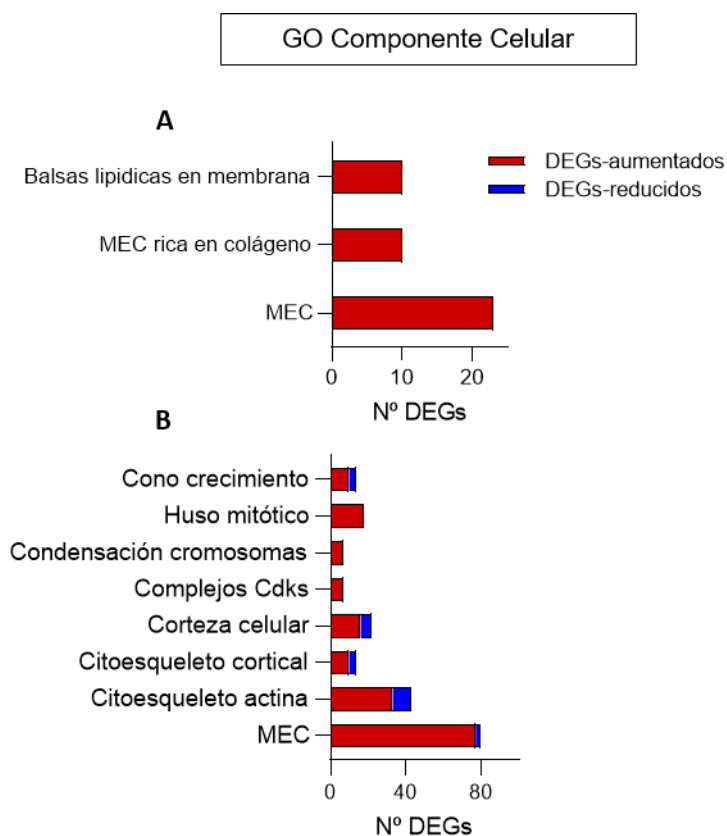 GO Componente Celular
A
DEGs-aumentados
DEGs-reducidos
Balsas lipidicas en membrana
MEC rica en colágeno
MEC
0 10 20
Nº DEGs
B
Cono crecimiento
Huso mitótico
Condensación cromosomas
Complejos Cdks
Corteza celular
Citoesqueleto cortical
Citoesqueleto actina
MEC
0 40 80
Nº DEGs